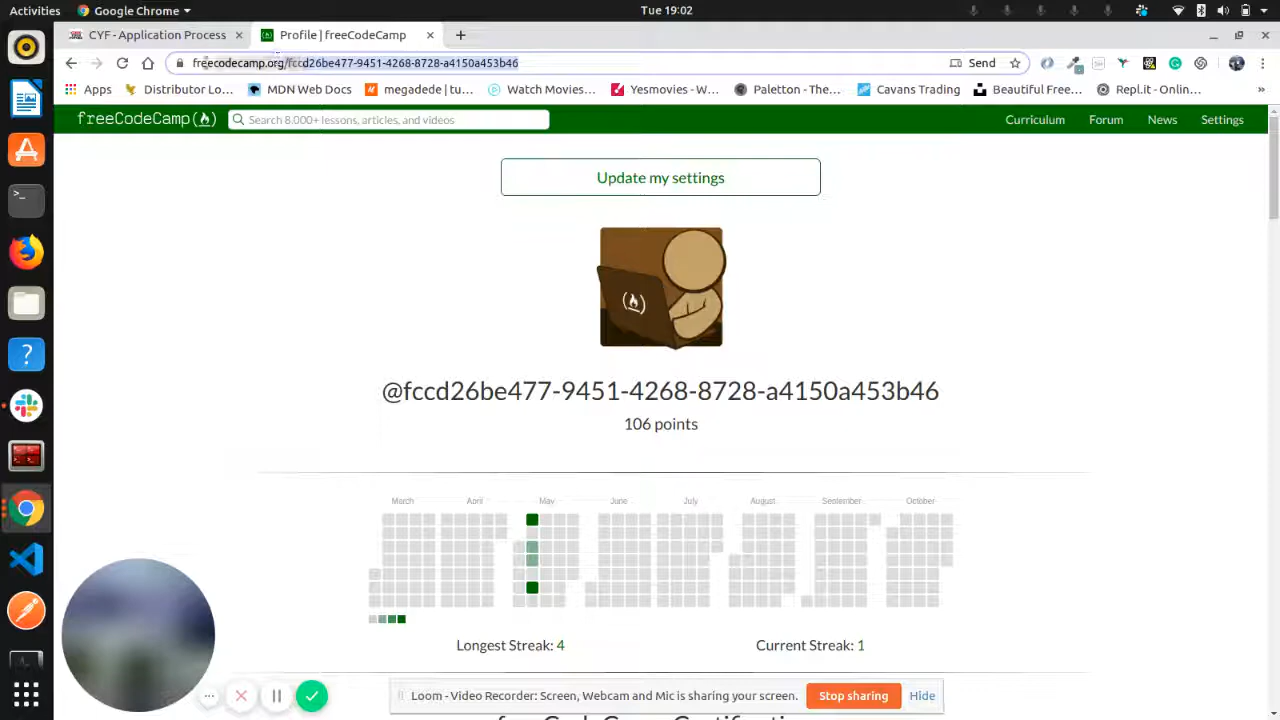 Activities
Google Chrome
Tue 19:02
CYF - Application Process
Profile | freeCodeCamp
freecodecamp.org/fccd26be477-9451-4268-8728-a4150a453b46
Send
Apps
Distributor Lo...
MDN Web Docs
megadede | tu...
Watch Movies...
Yesmovies - W...
Paletton - The...
Cavans Trading
Beautiful Free...
Repl.it - Onlin...
»
freeCodeCamp
Search 8,000+ lessons, articles, and videos
Curriculum
Forum
News
Settings
Update my settings
@fccd26be477-9451-4268-8728-a4150a453b46
106 points
March
April
May
June
July
August
September
October
Longest Streak: 4
Current Streak: 1
Loom - Video Recorder: Screen, Webcam and Mic is sharing your screen.
Stop sharing
Hide